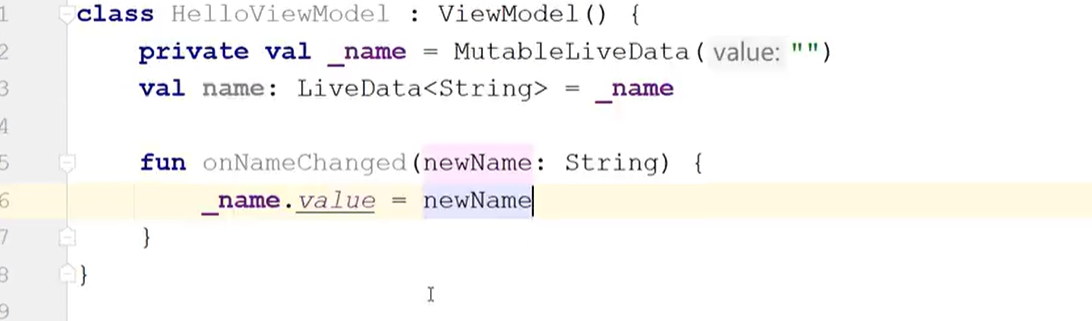 1 class HelloViewModel : ViewModel() {
2 private val _name = MutableLiveData( value: "")
3 val name: LiveData<String> = _name
4
5 fun onNameChanged(newName: String) {
6 _name.value = newName
7 }
8 }
9